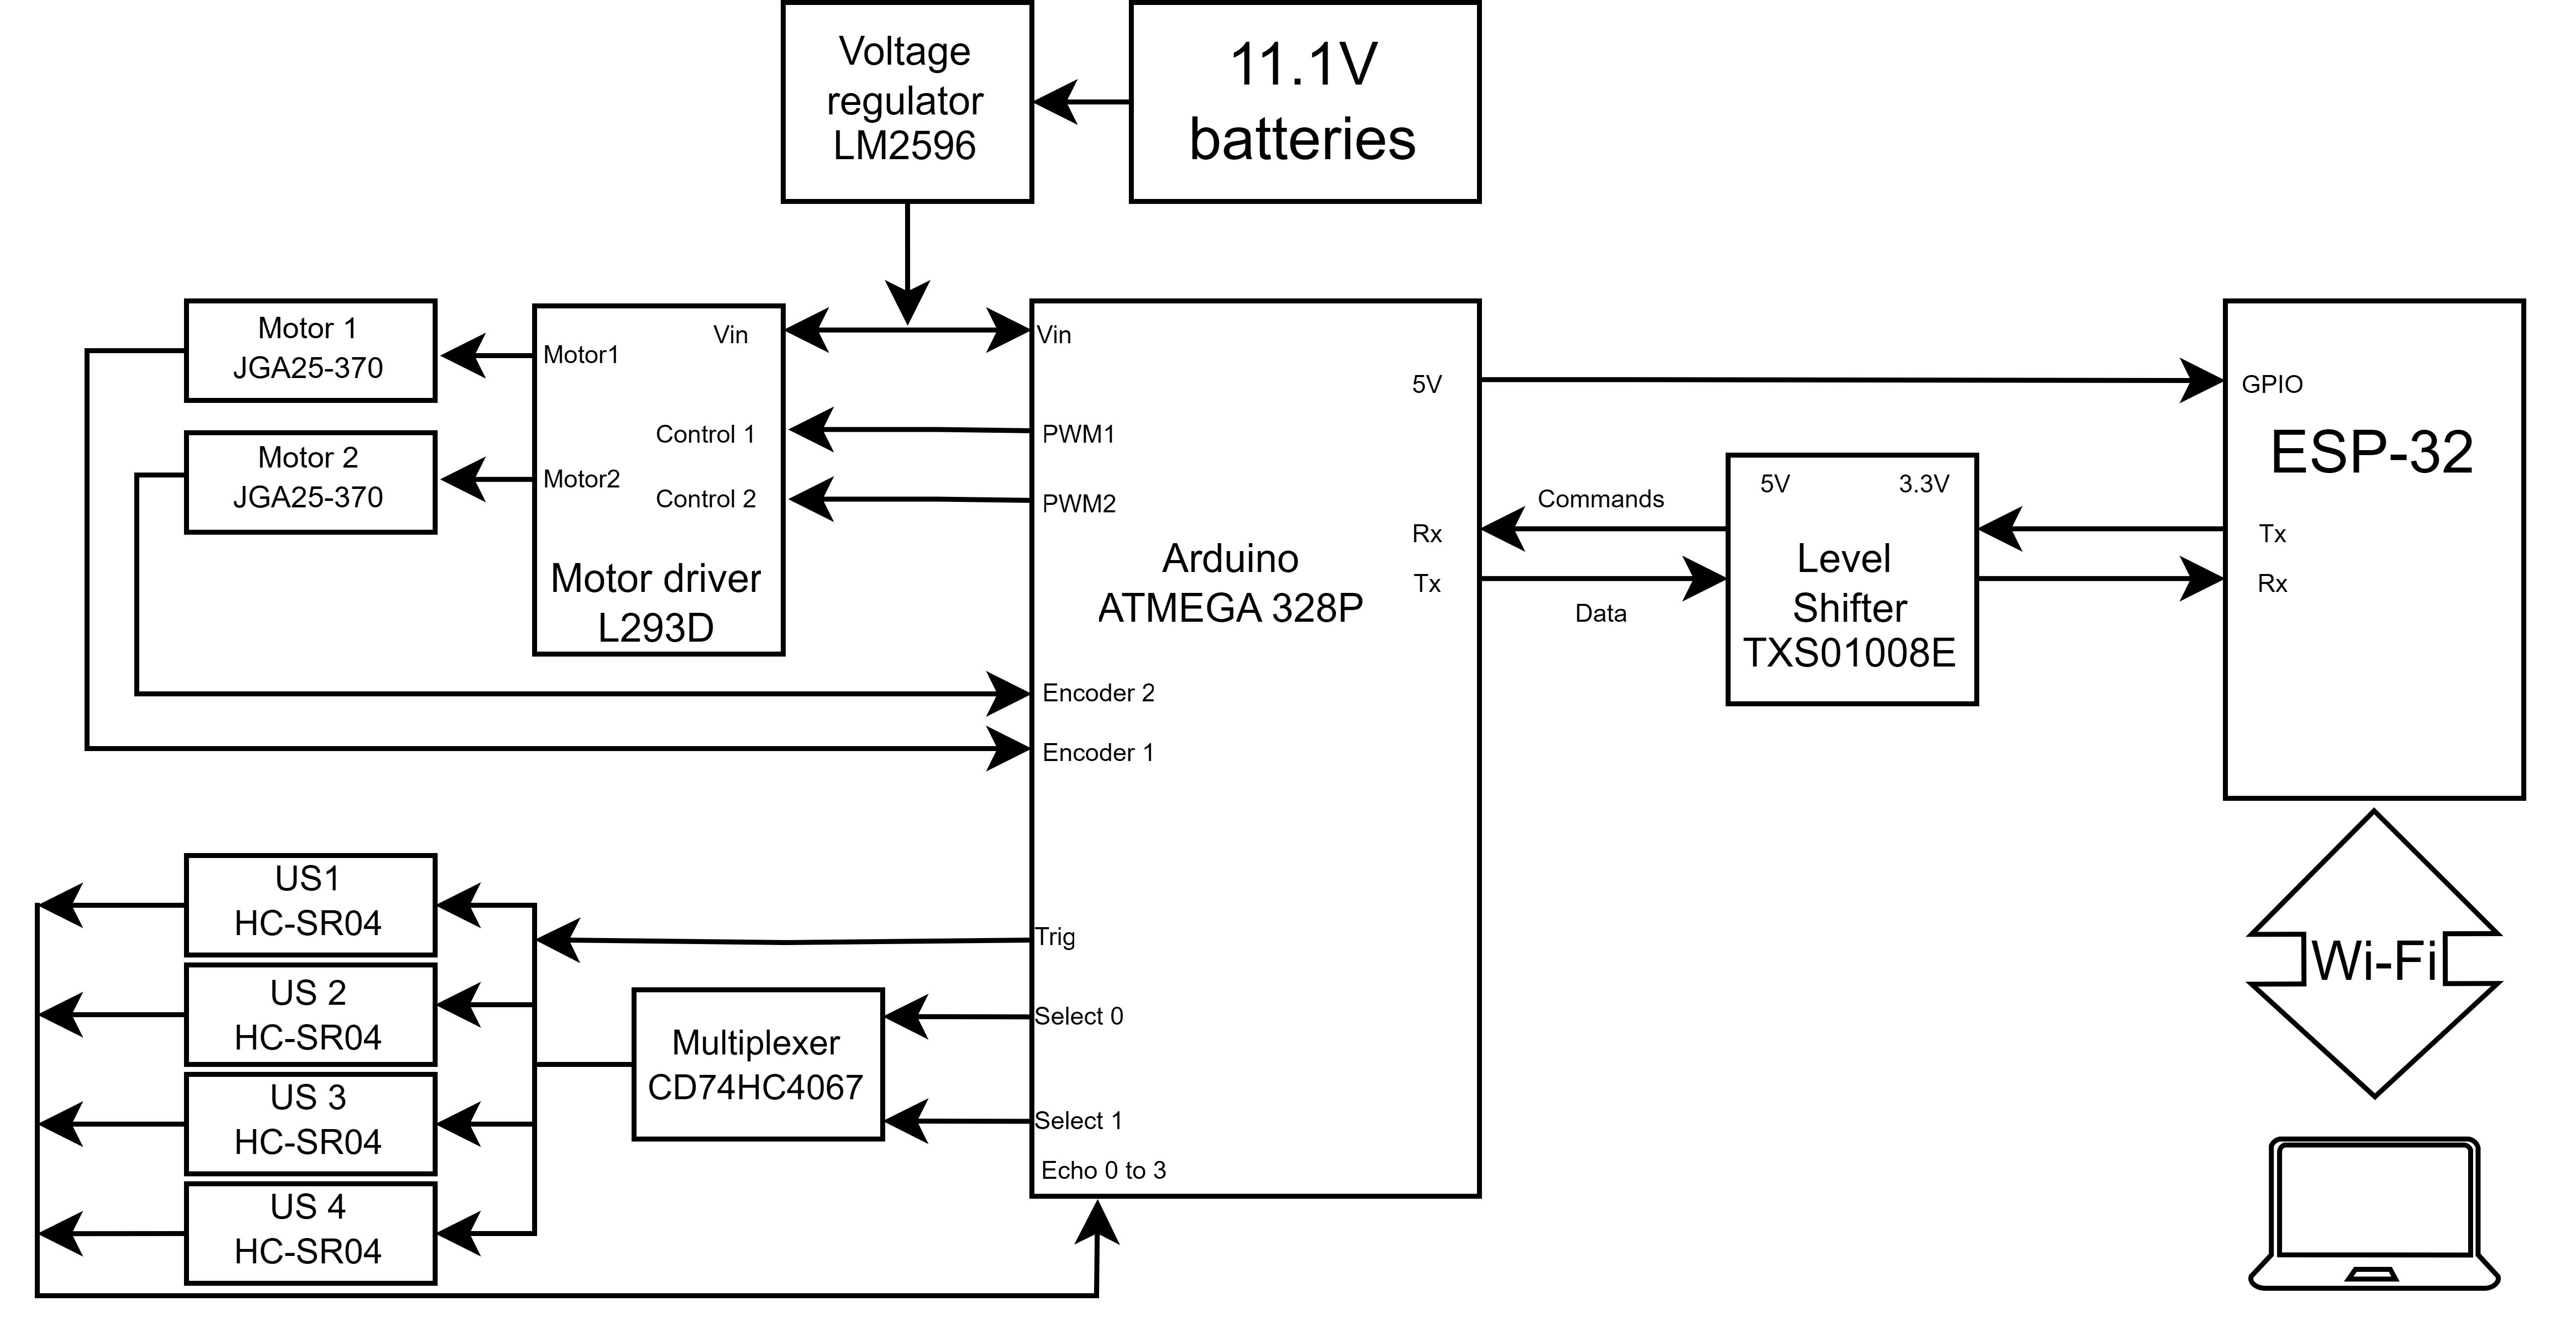 Voltage
regulator
LM2596
11.1V
batteries
Motor 1
JGA25-370
Motor 2
JGA25-370
Motor1
Vin
Control 1
Motor2
Control 2
Motor driver
L293D
Vin
PWM1
PWM2
5V
Rx
Tx
Arduino
ATMEGA 328P
Encoder 2
Encoder 1
Trig
Select 0
Select 1
Echo 0 to 3
Commands
Data
5V
3.3V
Level
Shifter
TXS01008E
GPIO
ESP-32
Tx
Rx
US1
HC-SR04
US 2
HC-SR04
US 3
HC-SR04
US 4
HC-SR04
Multiplexer
CD74HC4067
Wi-Fi